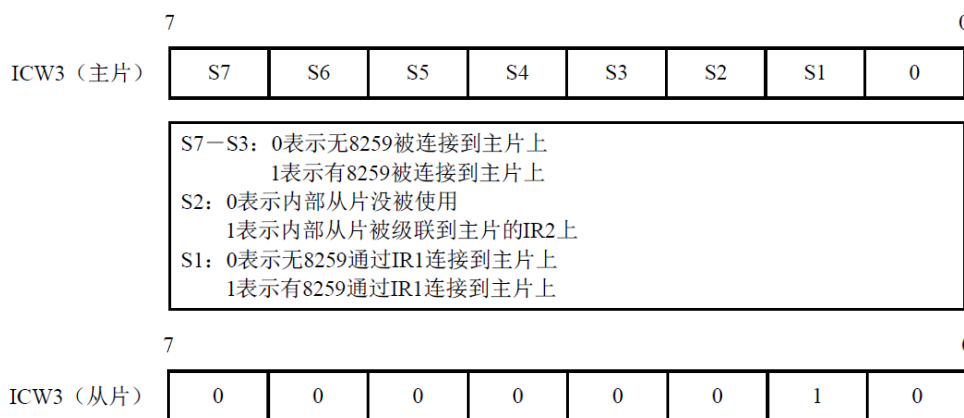 7 0
ICW3（主片） S7 S6 S5 S4 S3 S2 S1 0
S7－S3：0表示无8259被连接到主片上
1表示有8259被连接到主片上
S2：0表示内部从片没被使用
1表示内部从片被级联到主片的IR2上
S1：0表示无8259通过IR1连接到主片上
1表示有8259通过IR1连接到主片上
7 0
ICW3（从片） 0 0 0 0 0 0 1 0